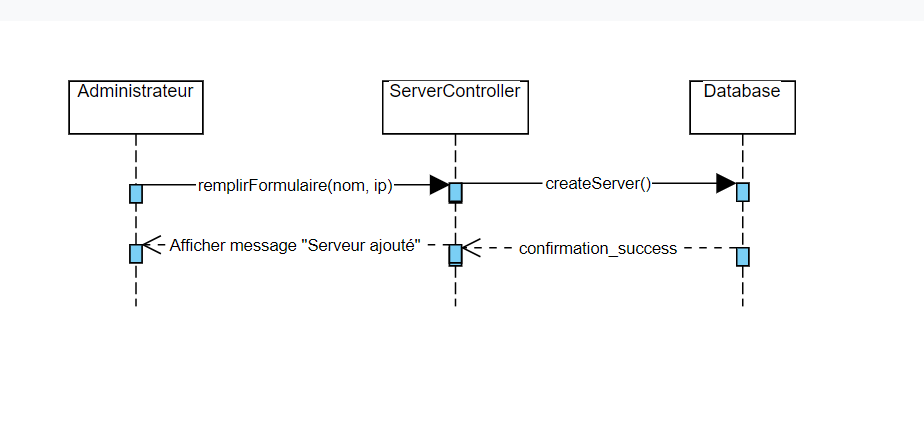 Administrateur
ServerController
Database
remplirFormulaire(nom, ip)
createServer()
Afficher message "Serveur ajouté"
confirmation_success